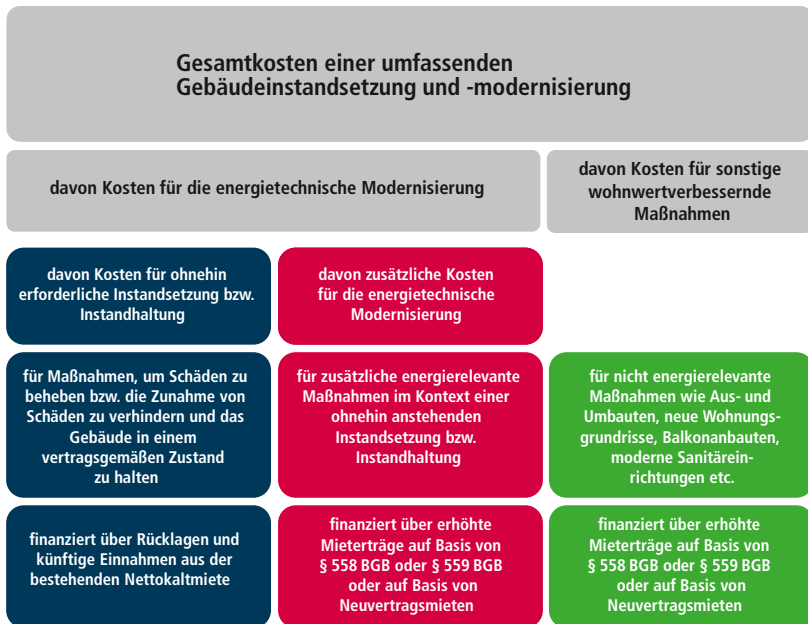 Gesamtkosten einer umfassenden
Gebäudeinstandsetzung und -modernisierung
davon Kosten für die energietechnische Modernisierung
davon Kosten für sonstige
wohnwertverbessernde
Maßnahmen
davon Kosten für ohnehin
erforderliche Instandsetzung bzw.
Instandhaltung
davon zusätzliche Kosten
für die energietechnische
Modernisierung
für Maßnahmen, um Schäden zu
beheben bzw. die Zunahme von
Schäden zu verhindern und das
Gebäude in einem
vertragsgemäßen Zustand
zu halten
für zusätzliche energierelevante
Maßnahmen im Kontext einer
ohnehin anstehenden
Instandsetzung bzw.
Instandhaltung
für nicht energierelevante
Maßnahmen wie Aus- und
Umbauten, neue Wohnungs-
grundrisse, Balkonanbauten,
moderne Sanitärein-
richtungen etc.
finanziert über Rücklagen und
künftige Einnahmen aus der
bestehenden Nettokaltmiete
finanziert über erhöhte
Mieterträge auf Basis von
§ 558 BGB oder § 559 BGB
oder auf Basis von
Neuvertragsmieten
finanziert über erhöhte
Mieterträge auf Basis von
§ 558 BGB oder § 559 BGB
oder auf Basis von
Neuvertragsmieten